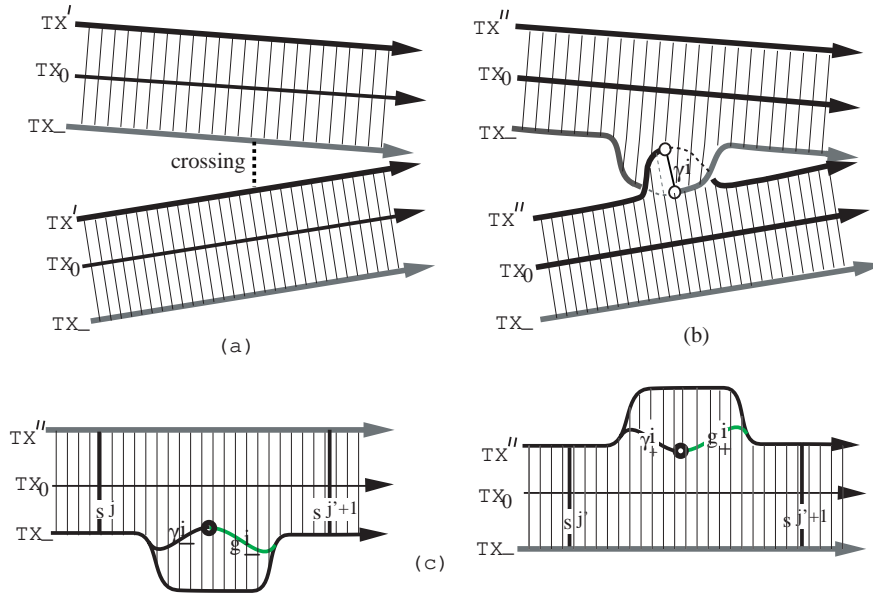 TX'
TX0
TX_
crossing
TX'
TX0
TX_
(a)
TX''
TX0
TX_
γi
TX''
TX0
TX_
(b)
TX''
TX0
TX_
s j
γi_
gi_
s j'+1
(c)
TX''
TX0
TX_
s j'
γi+
gi+
s j'+1